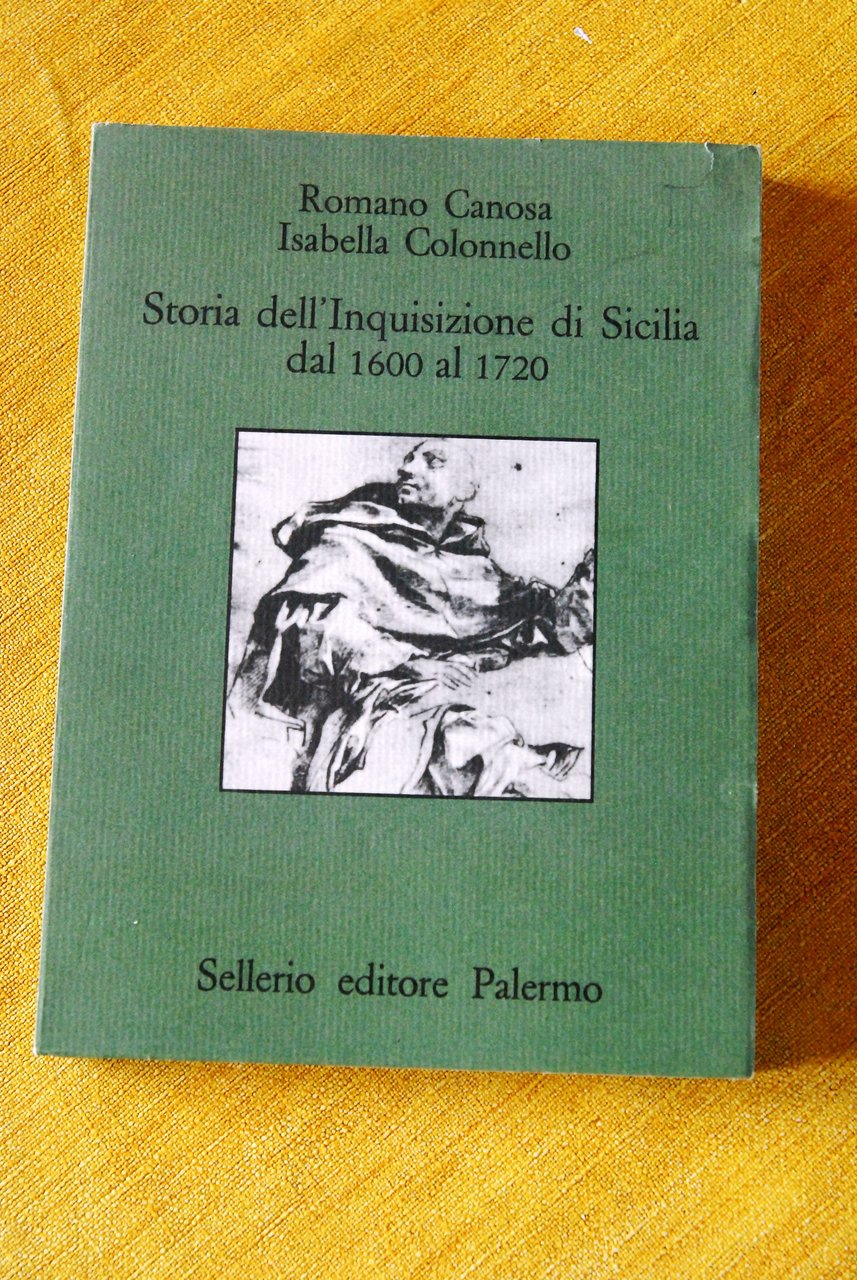 Romano Canosa
Isabella Colonnello
Storia dell'Inquisizione di Sicilia
dal 1600 al 1720
Sellerio editore Palermo